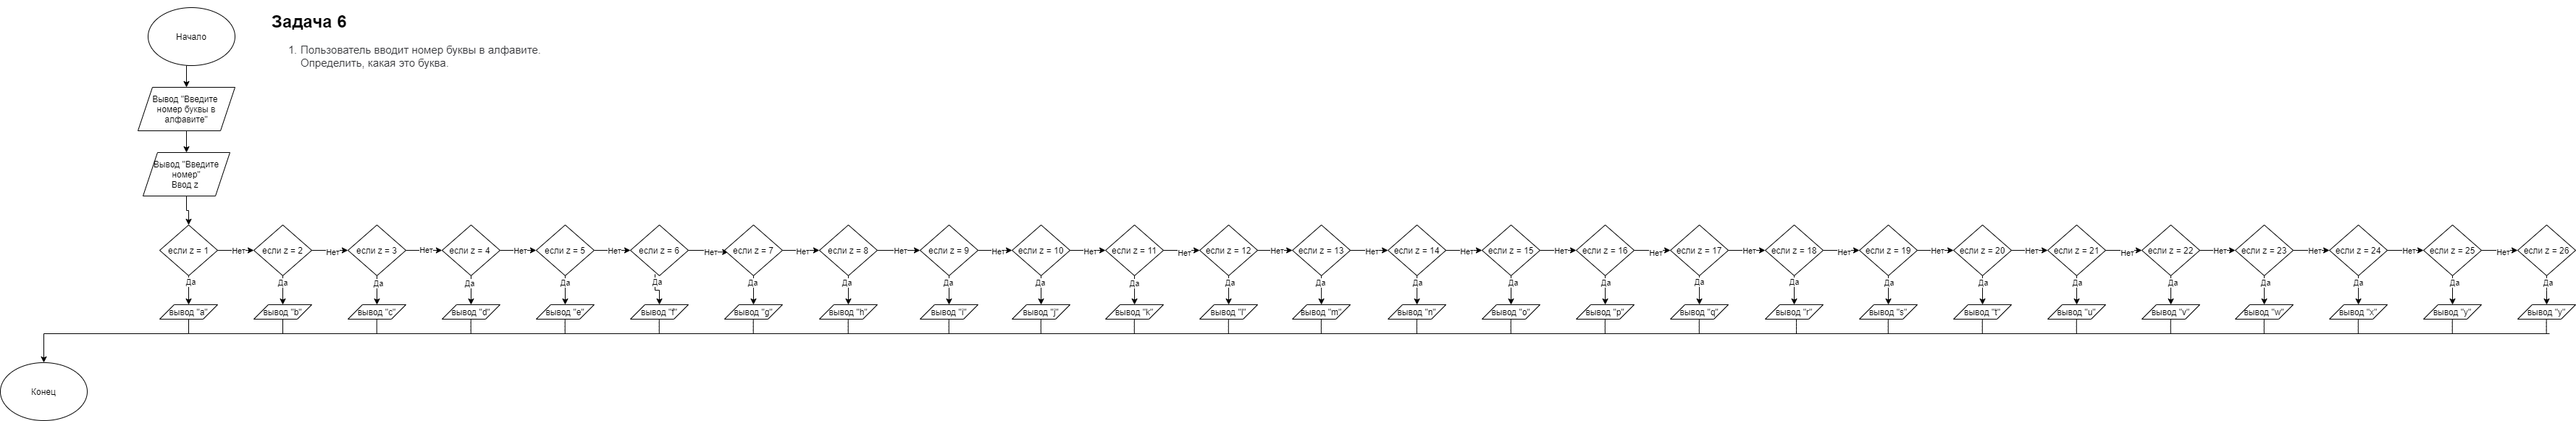 Начало
Задача 6
1. Пользователь вводит номер буквы в алфавите.
Определить, какая это буква.
Вывод "Введите
номер буквы в
алфавите"
Вывод "Введите
номер"
Ввод z
если z = 1 Нет если z = 2 Нет если z = 3 Нет если z = 4 Нет если z = 5 Нет если z = 6 Нет если z = 7 Нет если z = 8 Нет если z = 9 Нет если z = 10 Нет если z = 11 Нет если z = 12 Нет если z = 13 Нет если z = 14 Нет если z = 15 Нет если z = 16 Нет если z = 17 Нет если z = 18 Нет если z = 19 Нет если z = 20 Нет если z = 21 Нет если z = 22 Нет если z = 23 Нет если z = 24 Нет если z = 25 Нет если z = 26
Да Да Да Да Да Да Да Да Да Да Да Да Да Да Да Да Да Да Да Да Да Да Да Да Да Да
вывод "a" вывод "b" вывод "c" вывод "d" вывод "e" вывод "f" вывод "g" вывод "h" вывод "i" вывод "j" вывод "k" вывод "l" вывод "m" вывод "n" вывод "o" вывод "p" вывод "q" вывод "r" вывод "s" вывод "t" вывод "u" вывод "v" вывод "w" вывод "x" вывод "y" вывод "y"
Конец